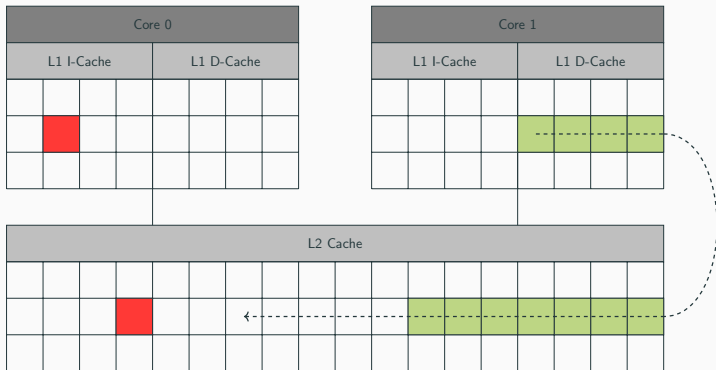 Core 0
Core 1
L1 I-Cache
L1 D-Cache
L1 I-Cache
L1 D-Cache
L2 Cache